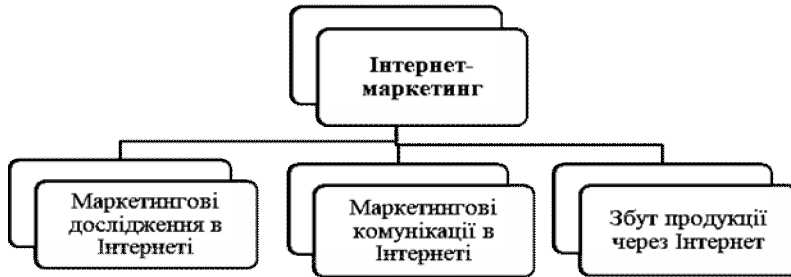 Інтернет-
маркетинг
Маркетингові
дослідження в
Інтернеті
Маркетингові
комунікації в
Інтернеті
Збут продукції
через Інтернет